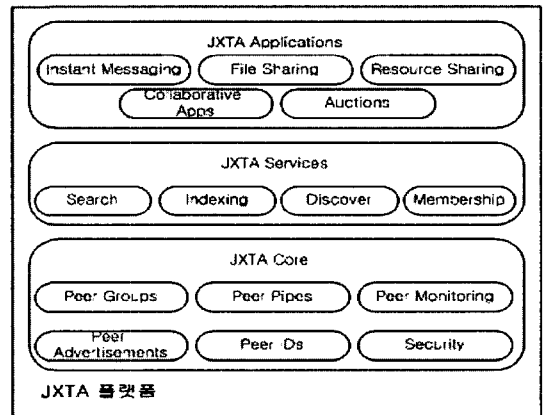 JXTA Applications
Instant Messaging
File Sharing
Resource Sharing
Collaborative
Apps
Auctions
JXTA Services
Search
Indexing
Discover
Membership
JXTA Core
Peer Groups
Peer Pipes
Peer Monitoring
Peer
Advertisements
Peer IDs
Security
JXTA 플랫폼